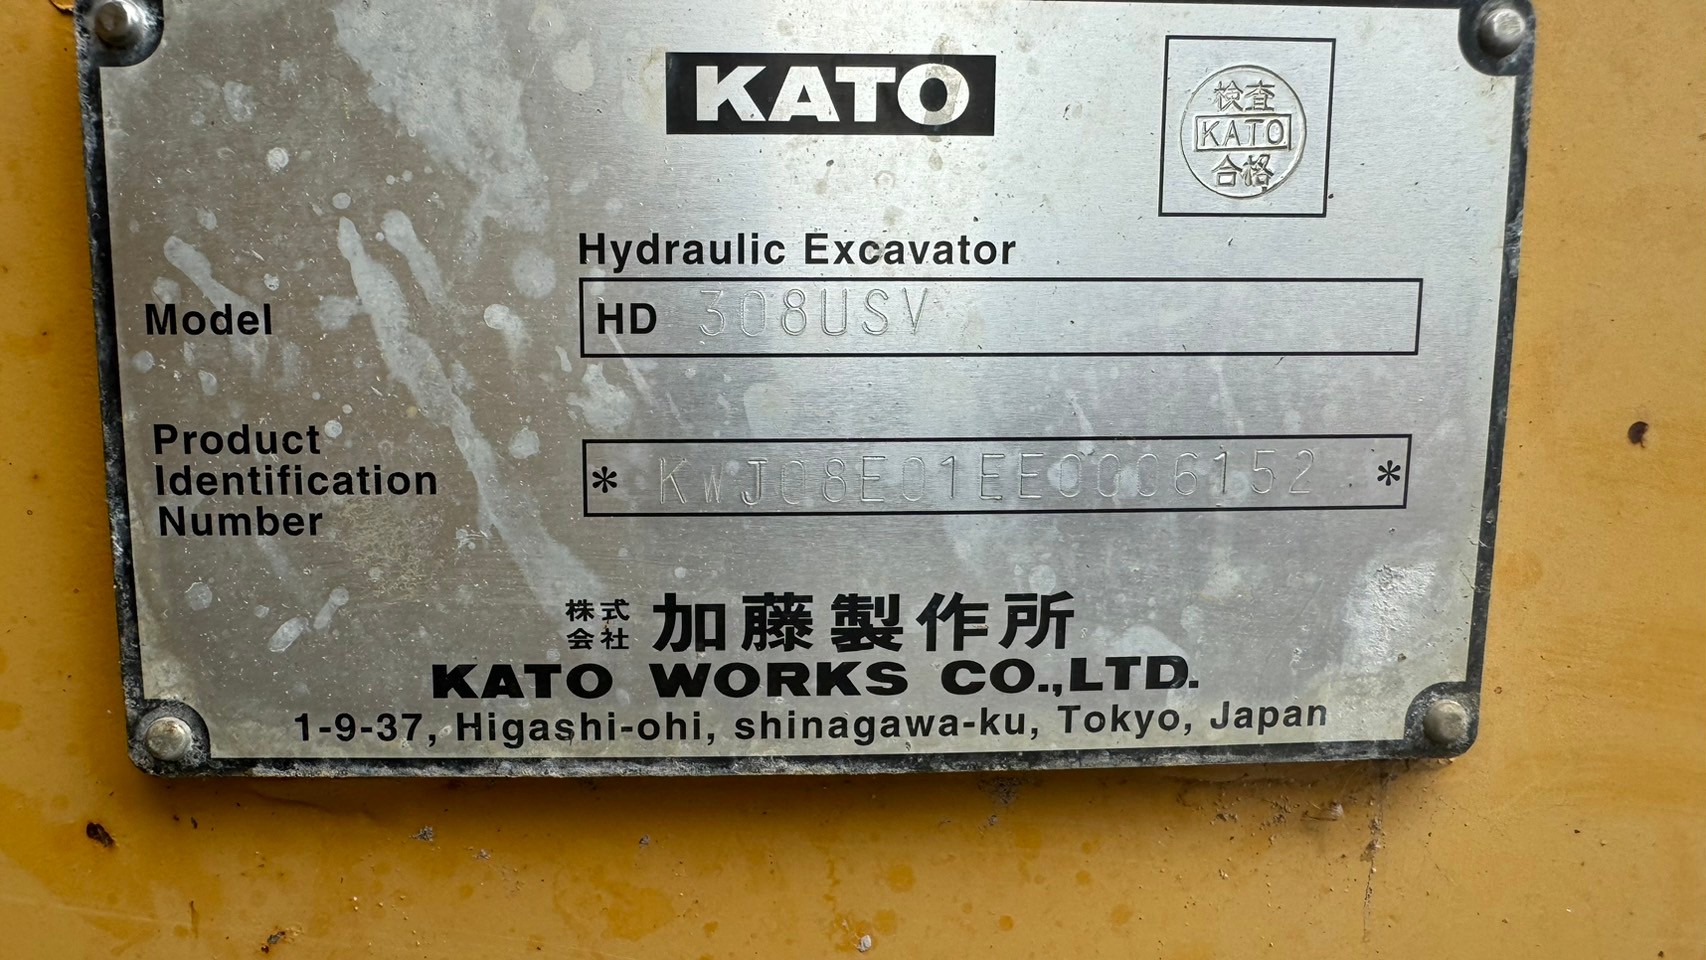 KATO
検査
KATO
合格
Hydraulic Excavator
Model HD 308USV
Product
Identification
Number
* KWJ08E01EE0006152 *
株式
会社 加藤製作所
KATO WORKS CO.,LTD.
1-9-37, Higashi-ohi, shinagawa-ku, Tokyo, Japan